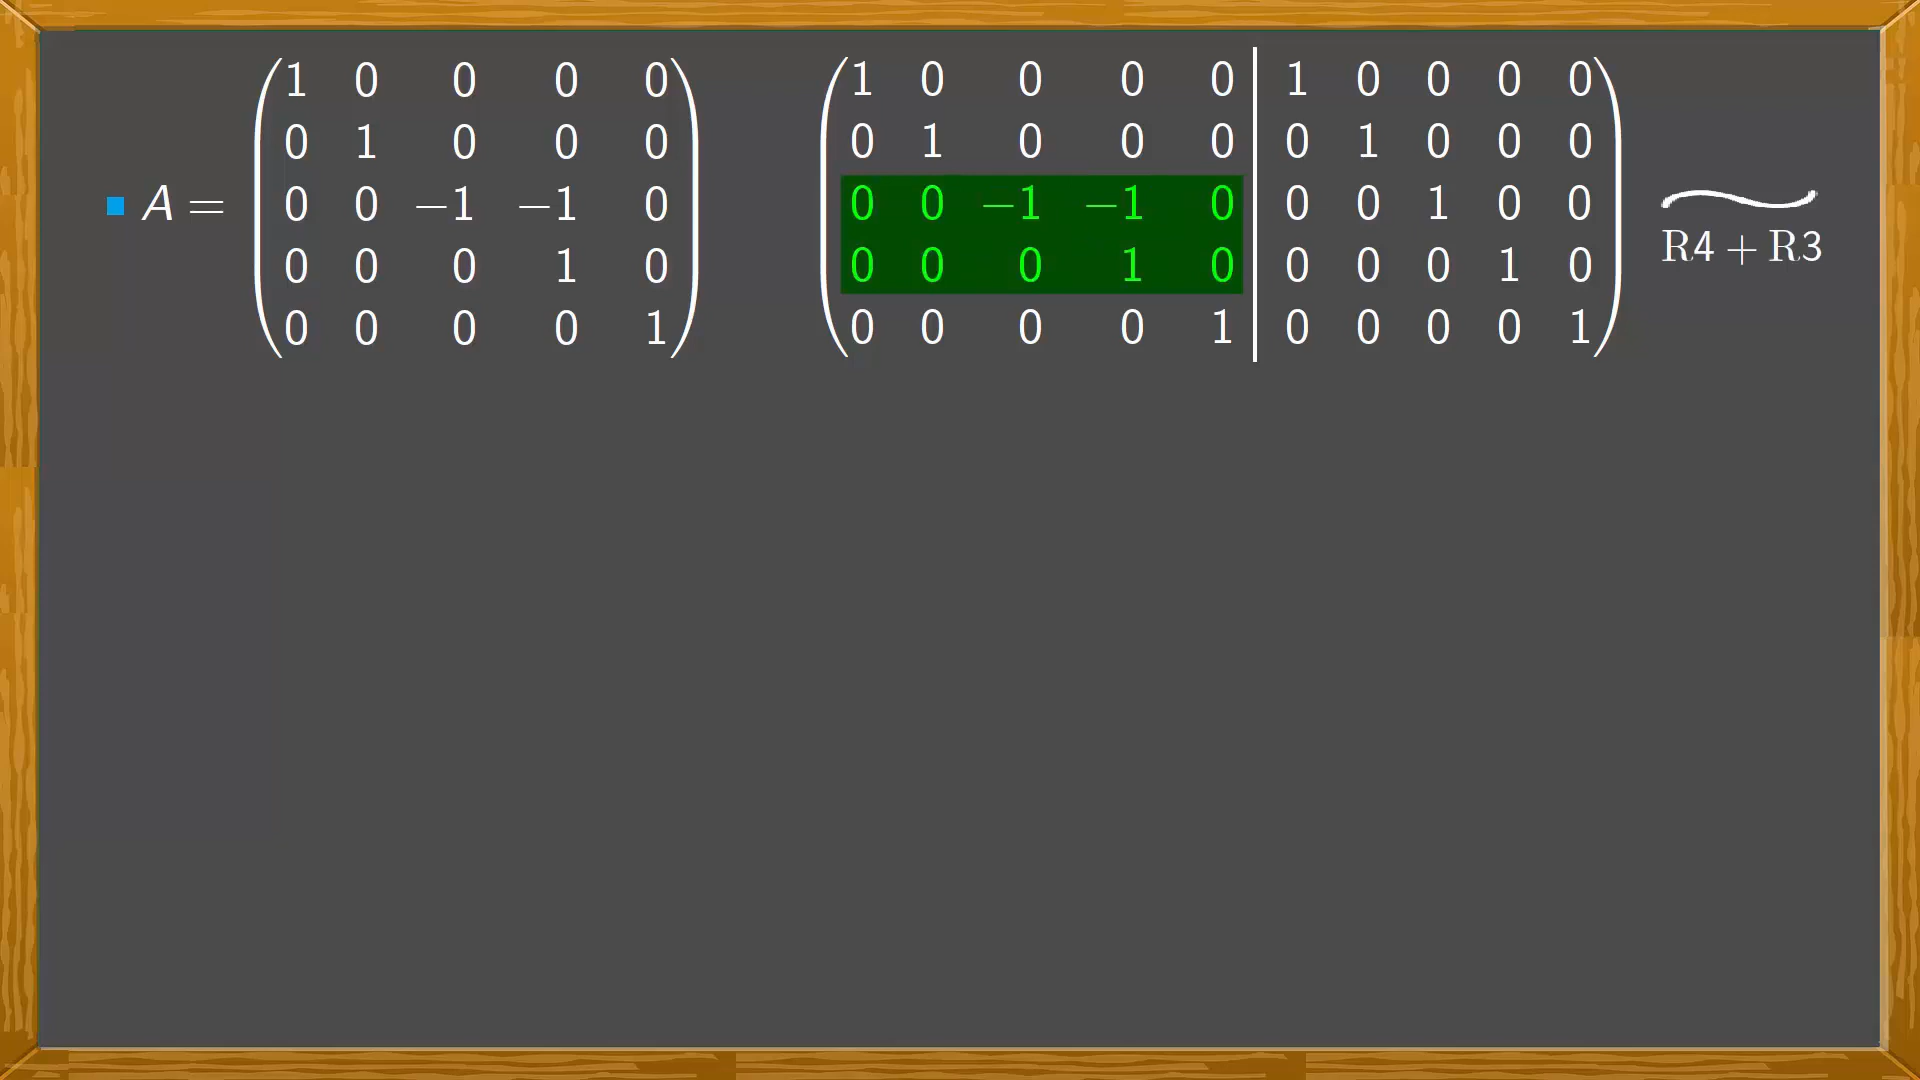 1 0 0 0 0 1 0 0 0 0 1 0 0 0 0
0 1 0 0 0 0 1 0 0 0 0 1 0 0 0
A = 0 0 −1 −1 0 0 0 −1 −1 0 0 0 1 0 0
R4 + R3
0 0 0 1 0 0 0 0 1 0 0 0 0 1 0
0 0 0 0 1 0 0 0 0 1 0 0 0 0 1